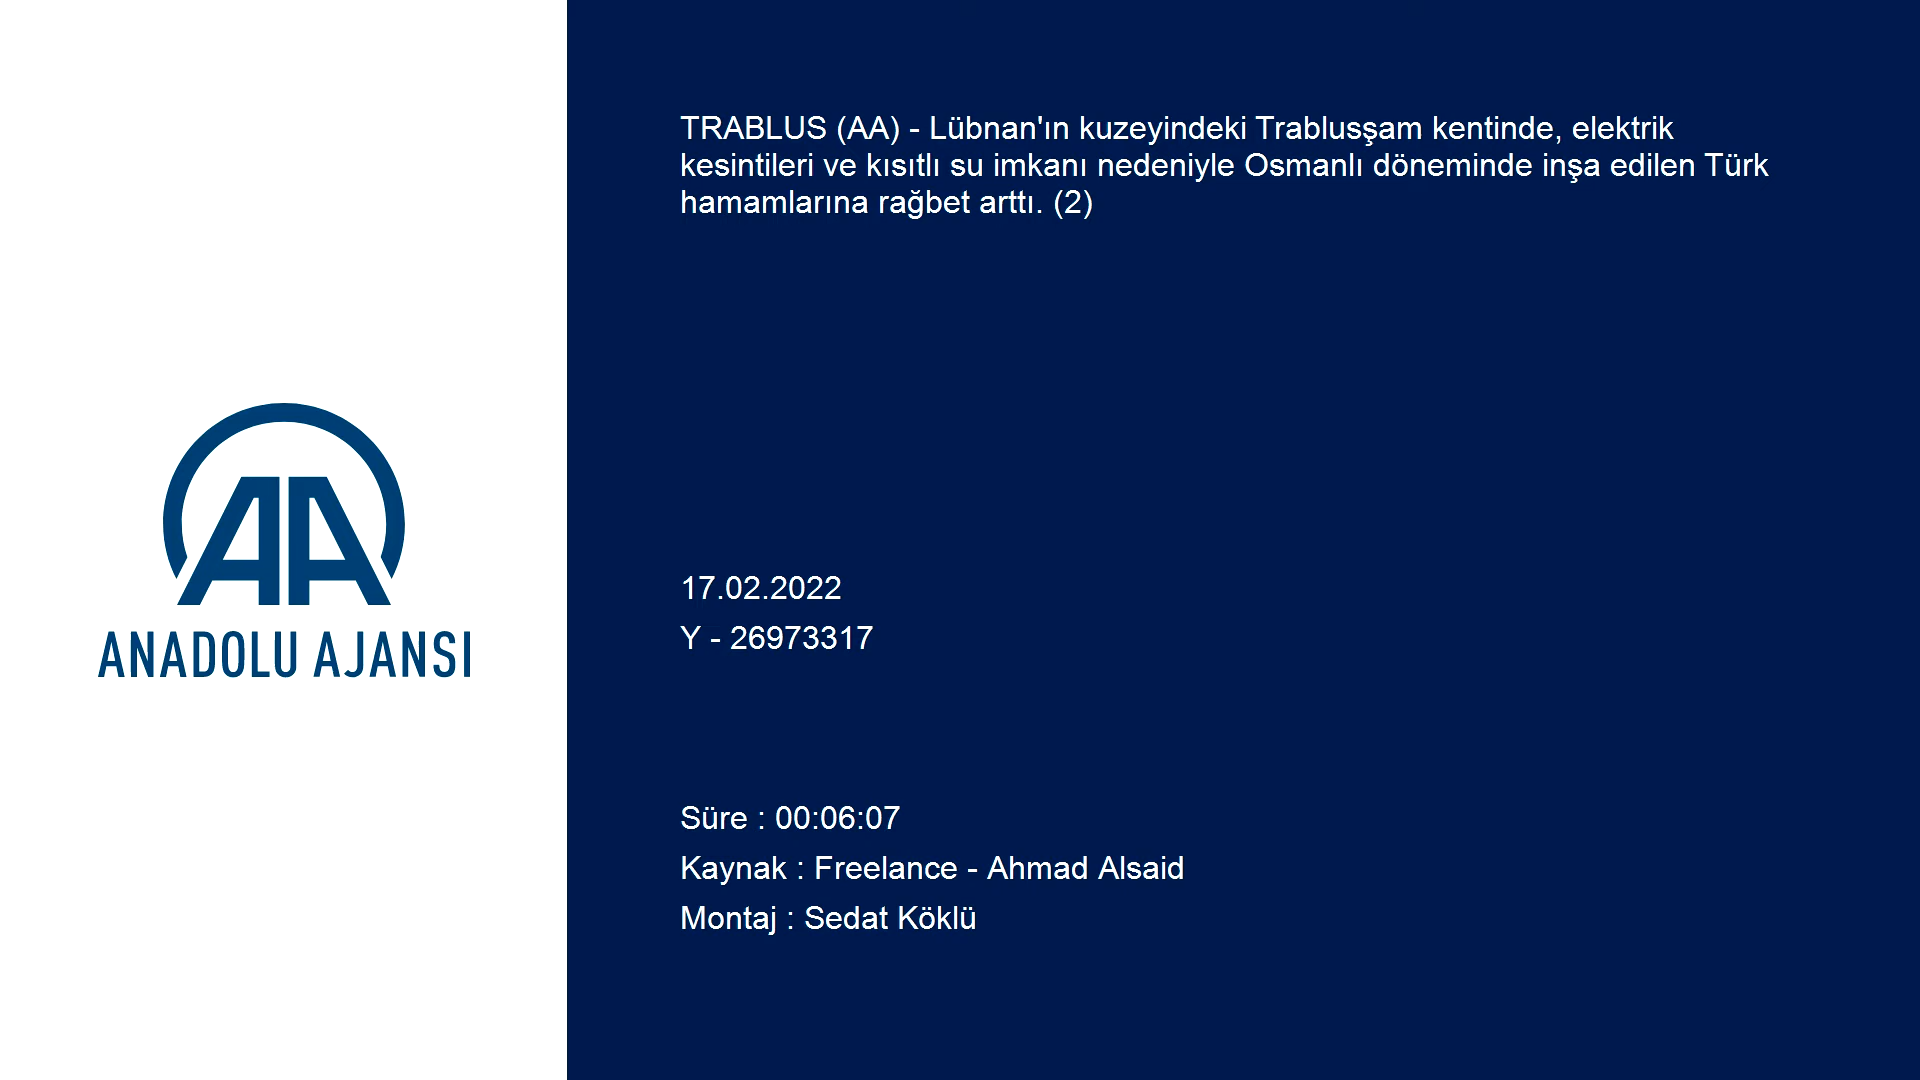 TRABLUS (AA) - Lübnan'ın kuzeyindeki Trablusşam kentinde, elektrik
kesintileri ve kısıtlı su imkanı nedeniyle Osmanlı döneminde inşa edilen Türk
hamamlarına rağbet arttı. (2)
AA
ANADOLU AJANSI
17.02.2022
Y - 26973317
Süre : 00:06:07
Kaynak : Freelance - Ahmad Alsaid
Montaj : Sedat Köklü